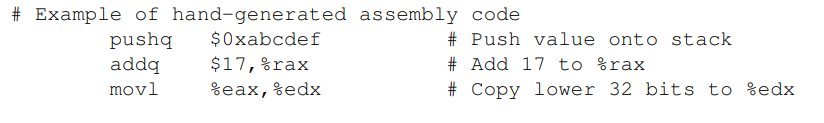 # Example of hand-generated assembly code
pushq $0xabcdef # Push value onto stack
addq $17,%rax # Add 17 to %rax
movl %eax,%edx # Copy lower 32 bits to %edx